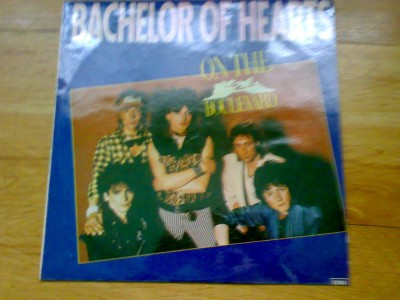 BACHELOR OF HEARTS
ON THE
BOULEVARD